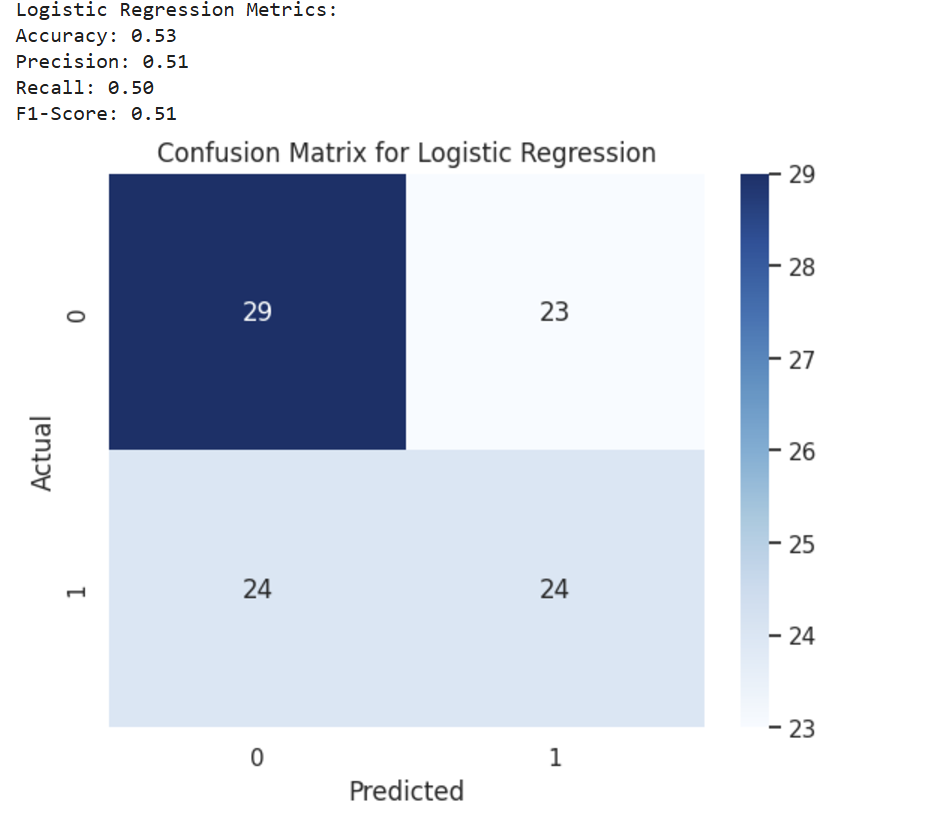 Logistic Regression Metrics:
Accuracy: 0.53
Precision: 0.51
Recall: 0.50
F1-Score: 0.51
Confusion Matrix for Logistic Regression
29
28
27
26
25
24
23
0
29
23
Actual
1
24
24
0
1
Predicted